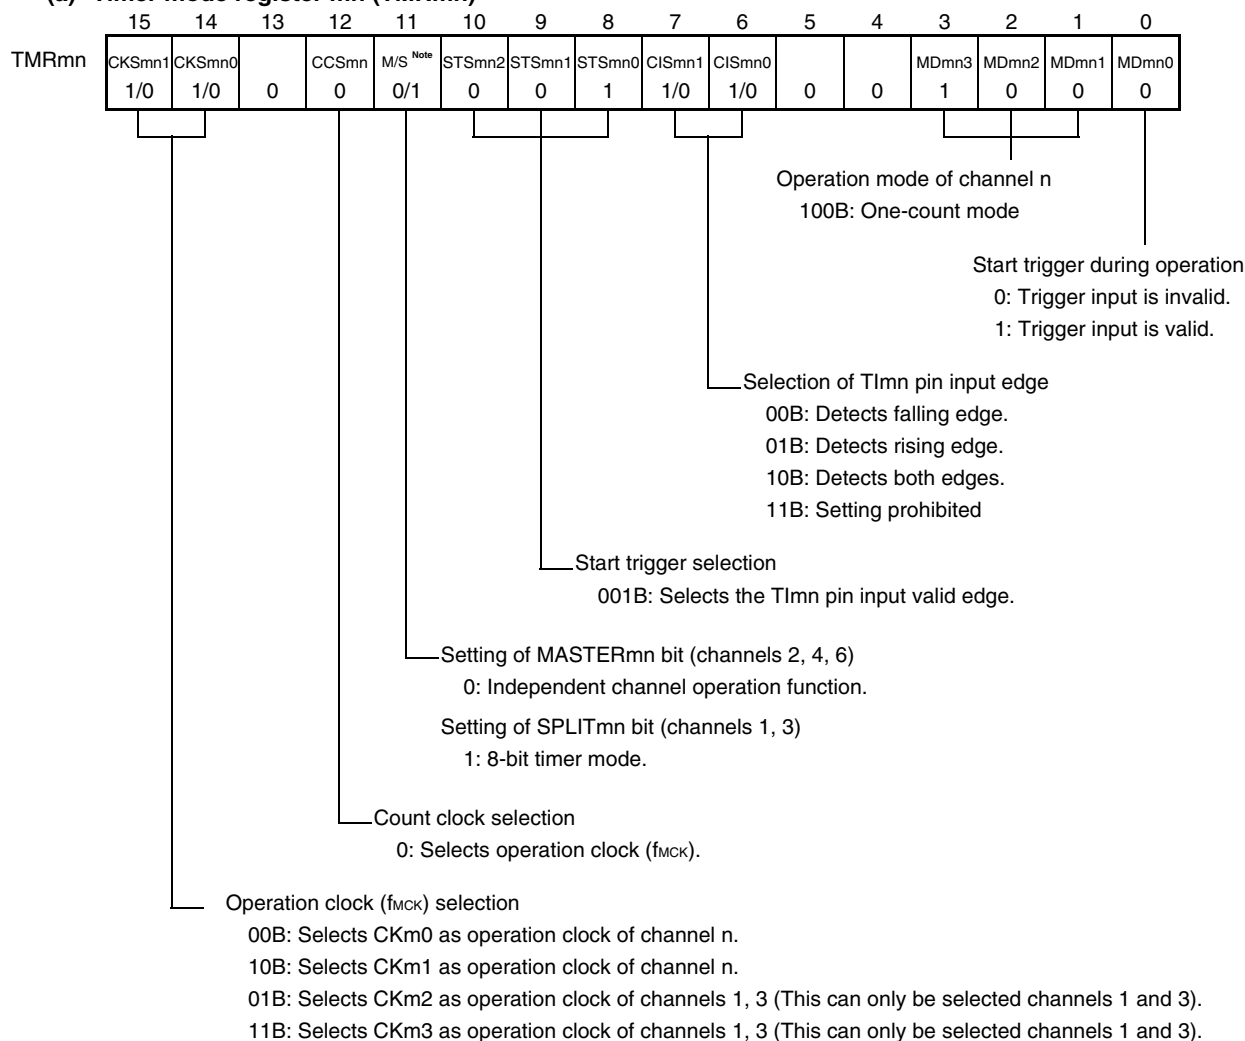 (a) Timer mode register mn (TMRmn)
15 14 13 12 11 10 9 8 7 6 5 4 3 2 1 0
TMRmn CKSmn1 CKSmn0 CCSmn M/S Note STSmn2 STSmn1 STSmn0 CISmn1 CISmn0 MDmn3 MDmn2 MDmn1 MDmn0
1/0 1/0 0 0 0/1 0 0 1 1/0 1/0 0 0 1 0 0 0
Operation mode of channel n
100B: One-count mode
Start trigger during operation
0: Trigger input is invalid.
1: Trigger input is valid.
Selection of TImn pin input edge
00B: Detects falling edge.
01B: Detects rising edge.
10B: Detects both edges.
11B: Setting prohibited
Start trigger selection
001B: Selects the TImn pin input valid edge.
Setting of MASTERmn bit (channels 2, 4, 6)
0: Independent channel operation function.
Setting of SPLITmn bit (channels 1, 3)
1: 8-bit timer mode.
Count clock selection
0: Selects operation clock (fMCK).
Operation clock (fMCK) selection
00B: Selects CKm0 as operation clock of channel n.
10B: Selects CKm1 as operation clock of channel n.
01B: Selects CKm2 as operation clock of channels 1, 3 (This can only be selected channels 1 and 3).
11B: Selects CKm3 as operation clock of channels 1, 3 (This can only be selected channels 1 and 3).